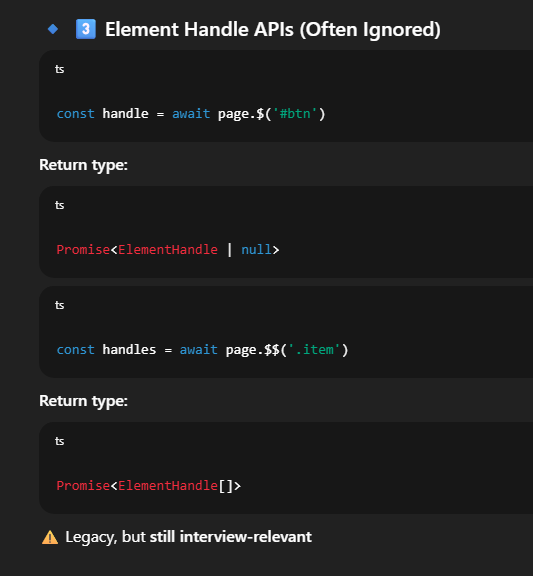 🔹 3️⃣ Element Handle APIs (Often Ignored)
ts
const handle = await page.$('#btn')
Return type:
ts
Promise<ElementHandle | null>
ts
const handles = await page.$$('.item')
Return type:
ts
Promise<ElementHandle[]>
⚠️ Legacy, but still interview-relevant